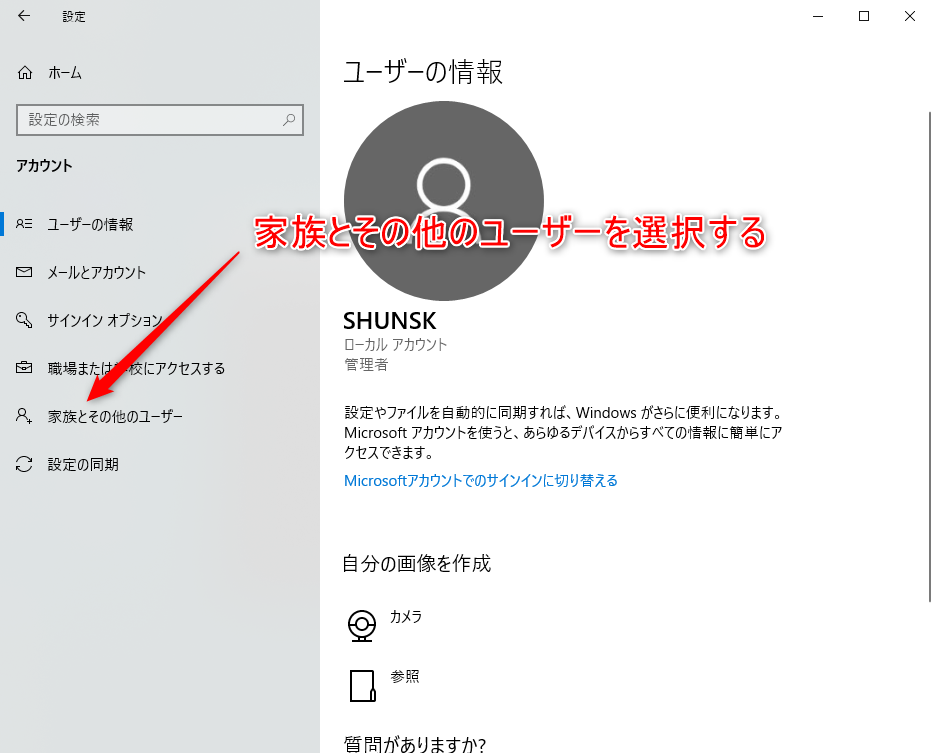 設定
ホーム
設定の検索
アカウント
ユーザーの情報
メールとアカウント
サインイン オプション
職場または学校にアクセスする
家族とその他のユーザー
設定の同期
ユーザーの情報
家族とその他のユーザーを選択する
SHUNSK
ローカル アカウント
管理者
設定やファイルを自動的に同期すれば、Windows がさらに便利になります。
Microsoft アカウントを使うと、あらゆるデバイスからすべての情報に簡単にア
クセスできます。
Microsoftアカウントでのサインインに切り替える
自分の画像を作成
カメラ
参照
質問がありますか?